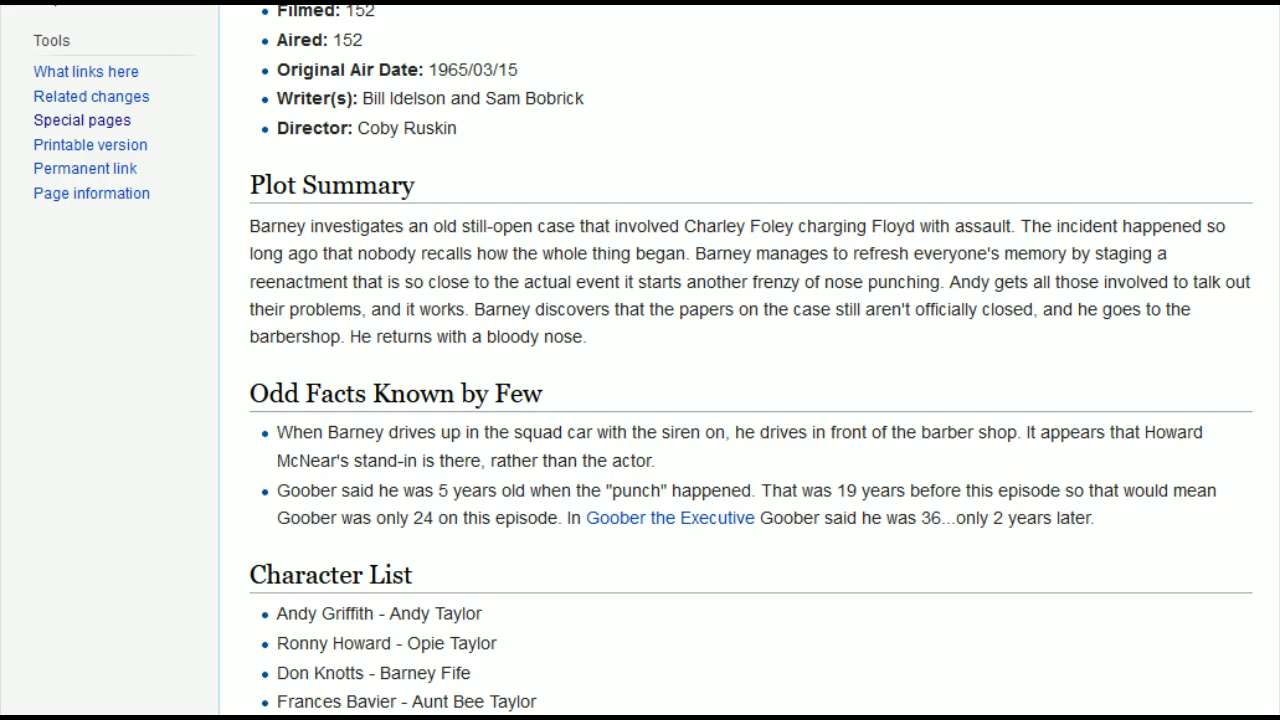 Tools
What links here
Related changes
Special pages
Printable version
Permanent link
Page information
Filmed: 152
Aired: 152
Original Air Date: 1965/03/15
Writer(s): Bill Idelson and Sam Bobrick
Director: Coby Ruskin
Plot Summary
Barney investigates an old still-open case that involved Charley Foley charging Floyd with assault. The incident happened so
long ago that nobody recalls how the whole thing began. Barney manages to refresh everyone's memory by staging a
reenactment that is so close to the actual event it starts another frenzy of nose punching. Andy gets all those involved to talk out
their problems, and it works. Barney discovers that the papers on the case still aren't officially closed, and he goes to the
barbershop. He returns with a bloody nose.
Odd Facts Known by Few
When Barney drives up in the squad car with the siren on, he drives in front of the barber shop. It appears that Howard
McNear's stand-in is there, rather than the actor.
Goober said he was 5 years old when the "punch" happened. That was 19 years before this episode so that would mean
Goober was only 24 on this episode. In Goober the Executive Goober said he was 36...only 2 years later.
Character List
Andy Griffith - Andy Taylor
Ronny Howard - Opie Taylor
Don Knotts - Barney Fife
Frances Bavier - Aunt Bee Taylor